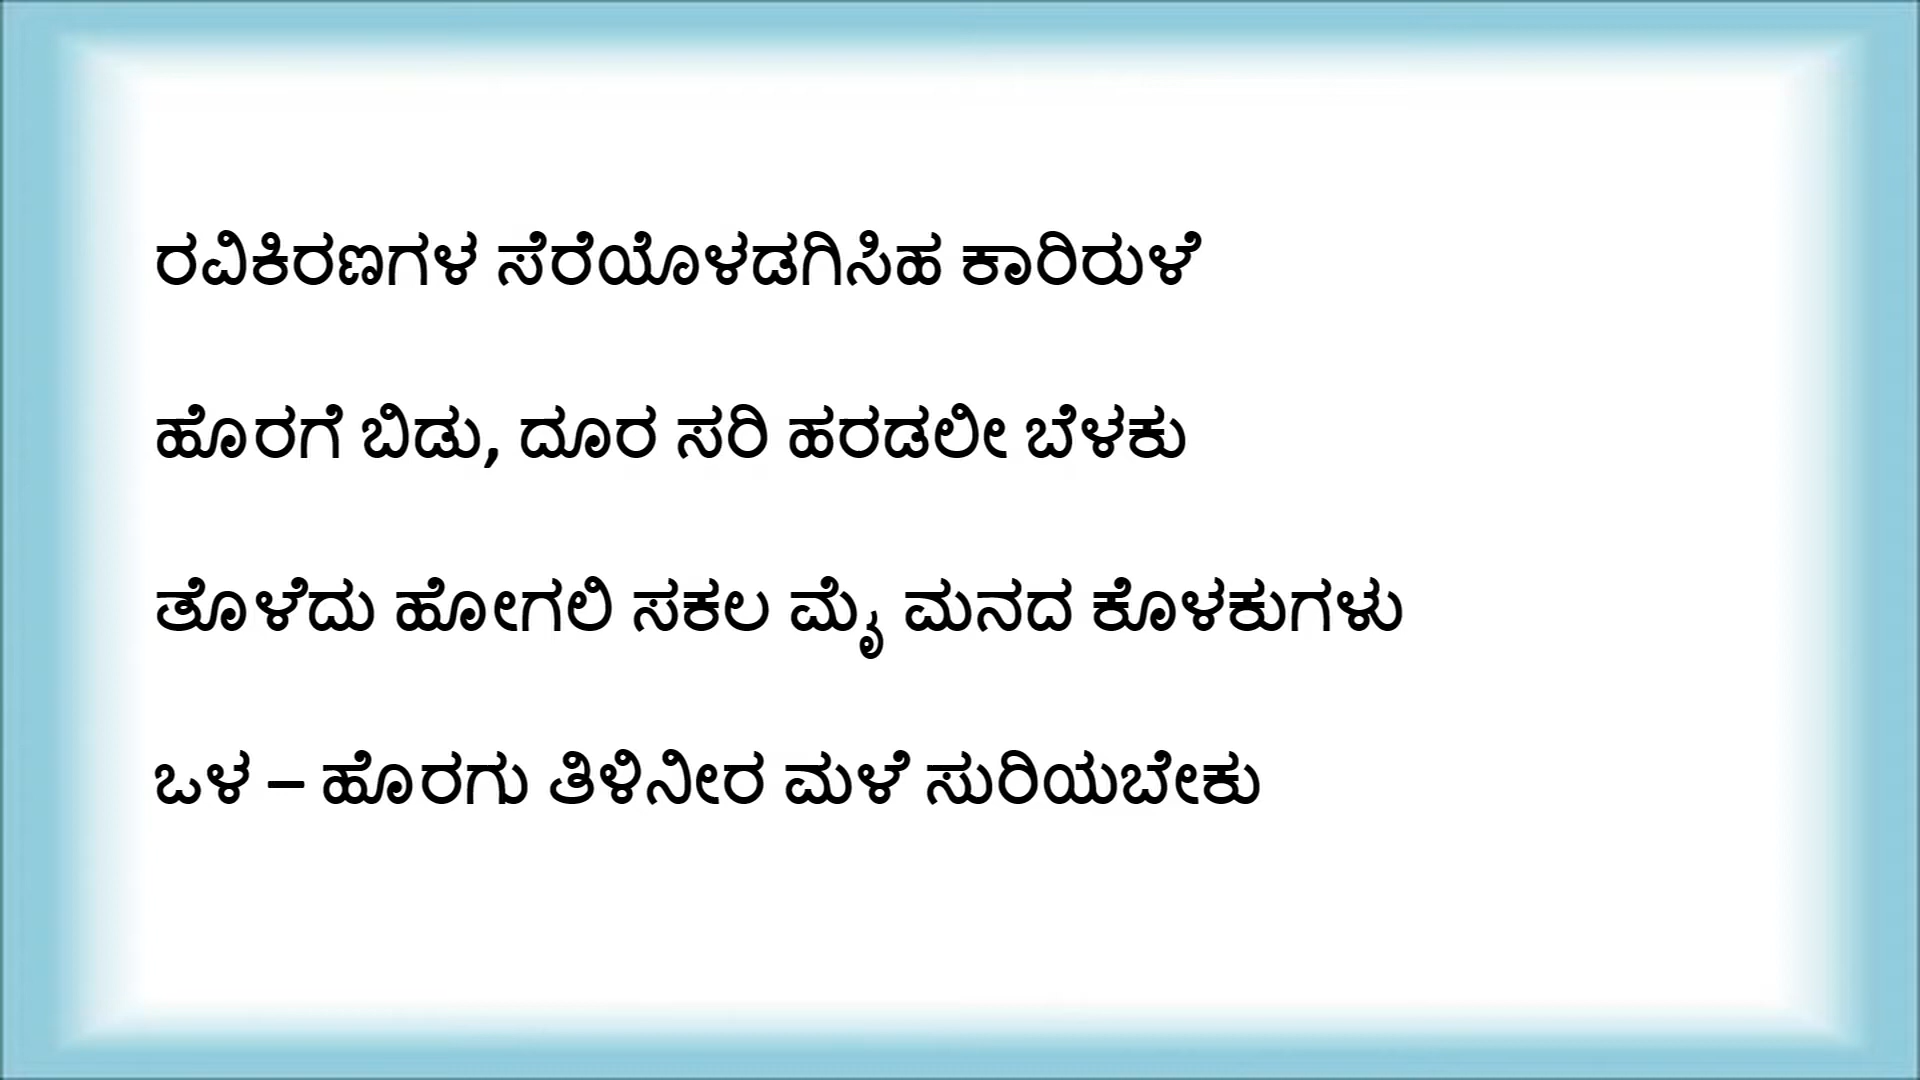 ರವಿಕಿರಣಗಳ ಸೆರೆಯೊಳಡಗಿಸಿಹ ಕಾರಿರುಳೆ
ಹೊರಗೆ ಬಿಡು, ದೂರ ಸರಿ ಹರಡಲೀ ಬೆಳಕು
ತೊಳೆದು ಹೋಗಲಿ ಸಕಲ ಮೈ ಮನದ ಕೊಳಕುಗಳು
ಒಳ – ಹೊರಗು ತಿಳಿನೀರ ಮಳೆ ಸುರಿಯಬೇಕು